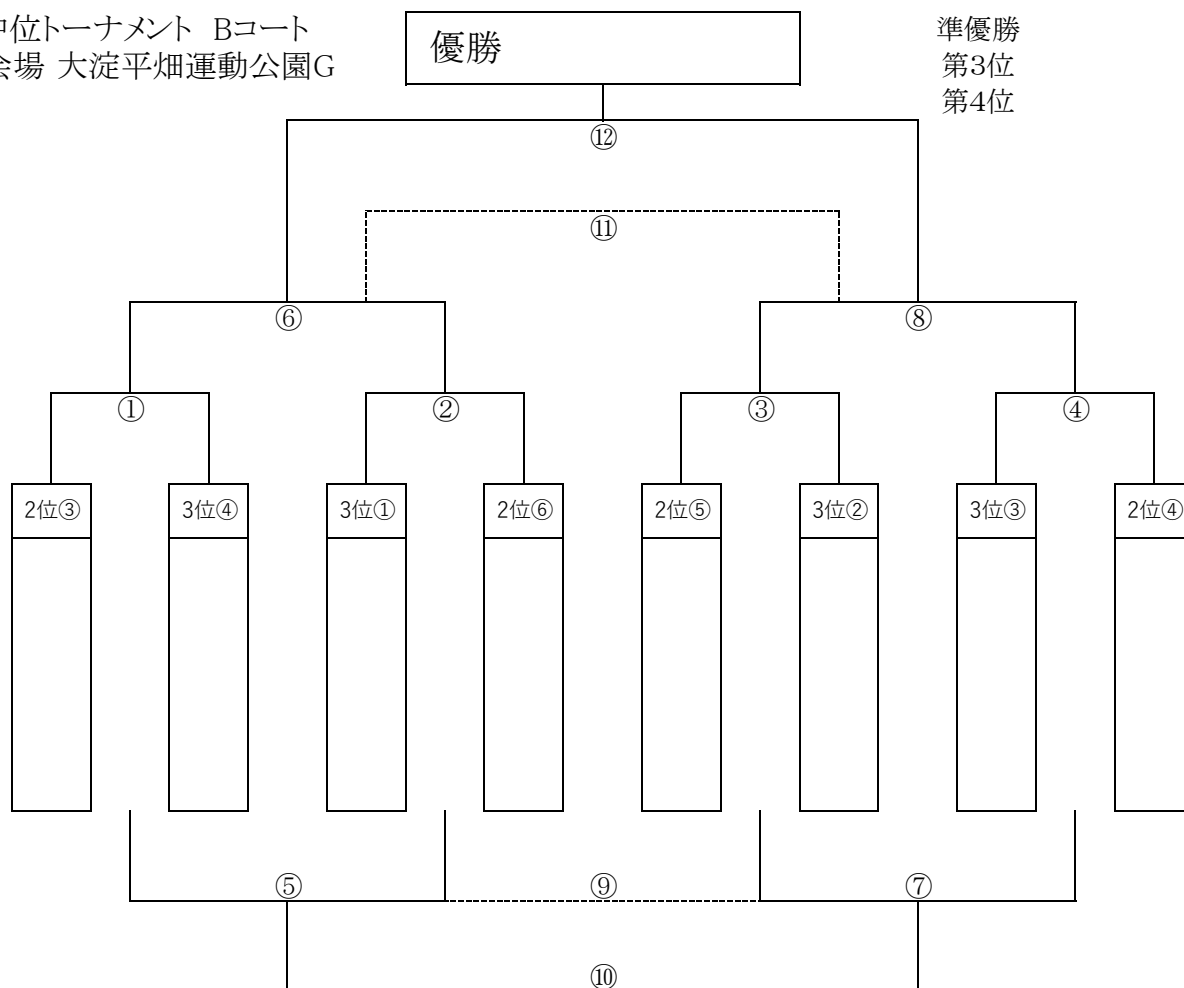 位トーナメント Bコート
会場 大淀平畑運動公園G
優勝
準優勝
第3位
第4位
⑫
⑪
⑥ ⑧
① ② ③ ④
2位③ 3位④ 3位① 2位⑥ 2位⑤ 3位② 3位③ 2位④
⑤ ⑨ ⑦
⑩